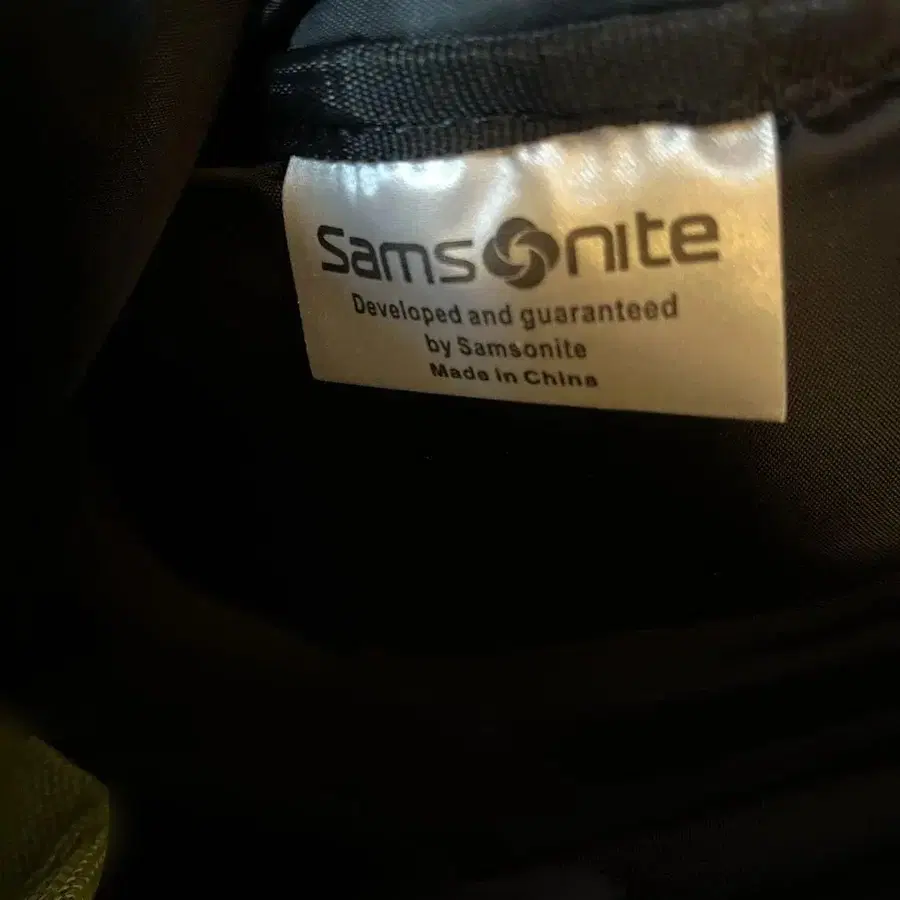 Samsonite
Developed and guaranteed
by Samsonite
Made in China